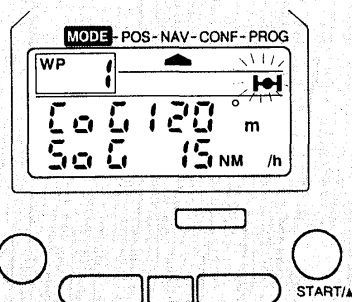 MODE - POS - NAV - CONF - PROG
WP 1
CoG 120 ° m
SoG 15 NM /h
START/